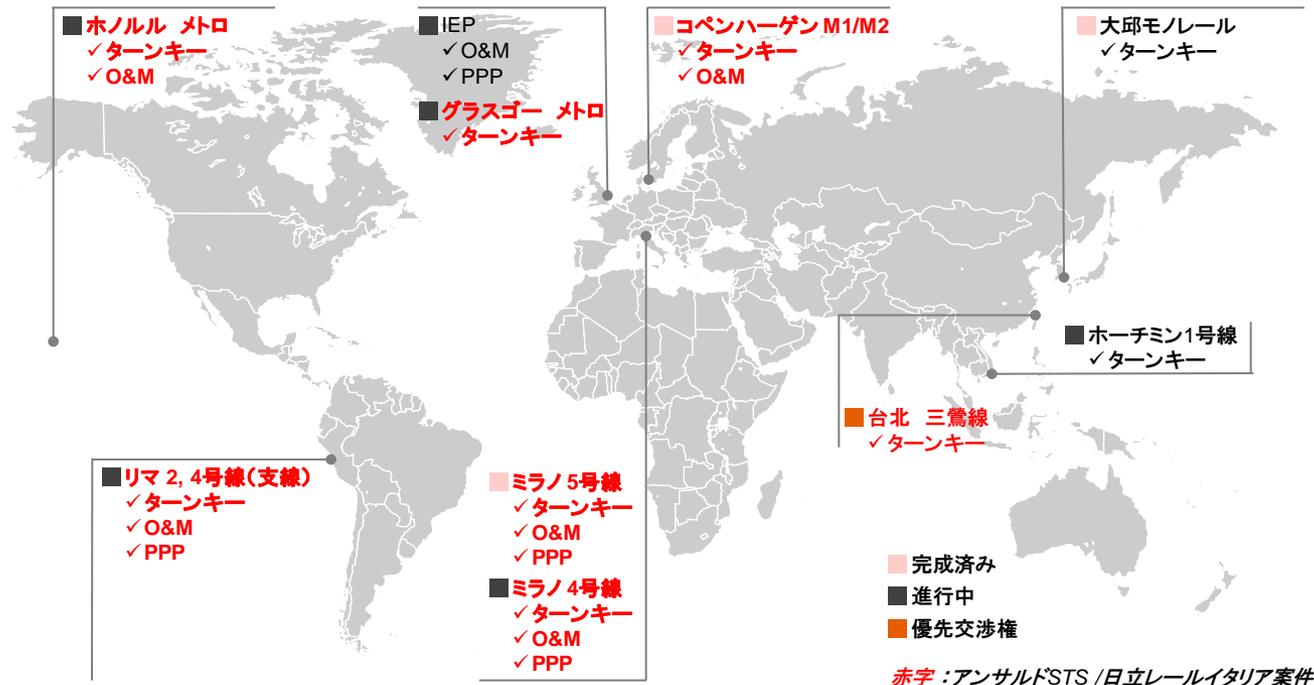 ホノルル　メトロ
✓ターンキー
✓O&M
IEP
✓O&M
✓PPP
グラスゴー　メトロ
✓ターンキー
コペンハーゲン M1/M2
✓ターンキー
✓O&M
大邱モノレール
✓ターンキー
ホーチミン1号線
✓ターンキー
台北　三鶯線
✓ターンキー
リマ 2, 4号線（支線）
✓ターンキー
✓O&M
✓PPP
ミラノ 5号線
✓ターンキー
✓O&M
✓PPP
ミラノ 4号線
✓ターンキー
✓O&M
✓PPP
完成済み
進行中
優先交渉権
赤字：アンサルドSTS /日立レールイタリア案件